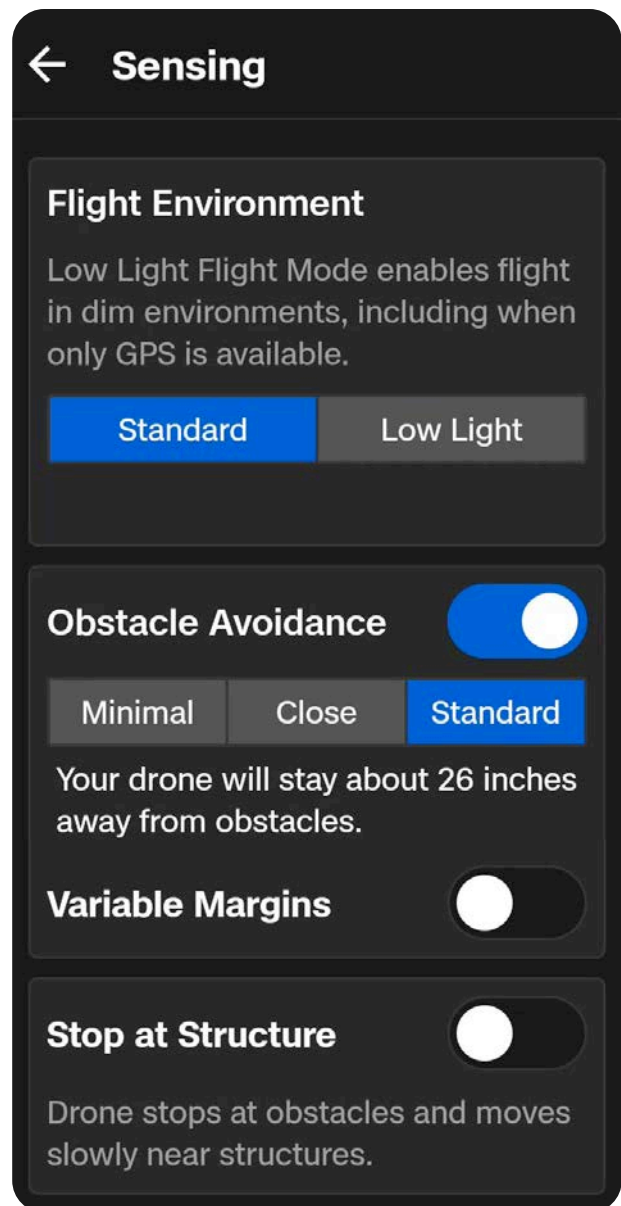 Sensing
Flight Environment
Low Light Flight Mode enables flight
in dim environments, including when
only GPS is available.
Standard Low Light
Obstacle Avoidance
Minimal Close Standard
Your drone will stay about 26 inches
away from obstacles.
Variable Margins
Stop at Structure
Drone stops at obstacles and moves
slowly near structures.